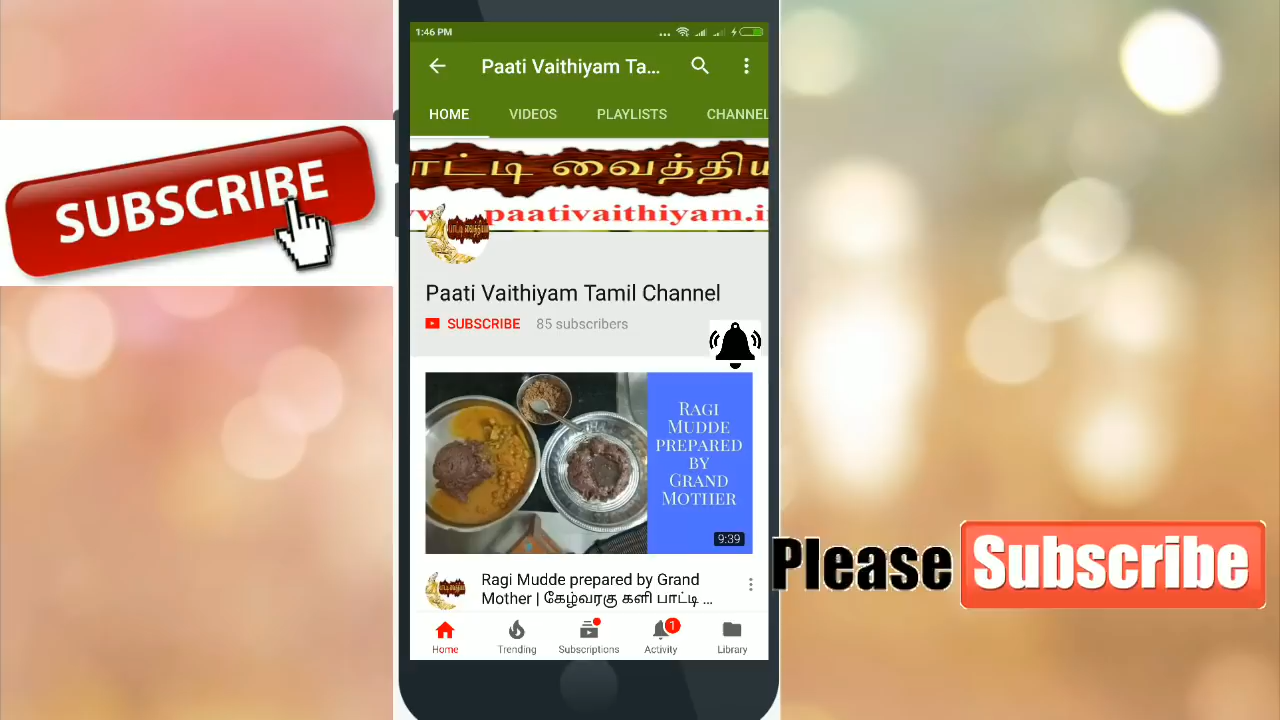 SUBSCRIBE
1:46 PM
Paati Vaithiyam Ta...
HOME VIDEOS PLAYLISTS CHANNEL
பாட்டி வைத்திய
paativaithiyam.i
Paati Vaithiyam Tamil Channel
SUBSCRIBE 85 subscribers
RAGI
MUDDE
PREPARED
BY
GRAND
MOTHER
9:39
Ragi Mudde prepared by Grand
Mother | கேழ்வரகு களி பாட்டி ...
Please Subscribe
Home Trending Subscriptions Activity 1 Library